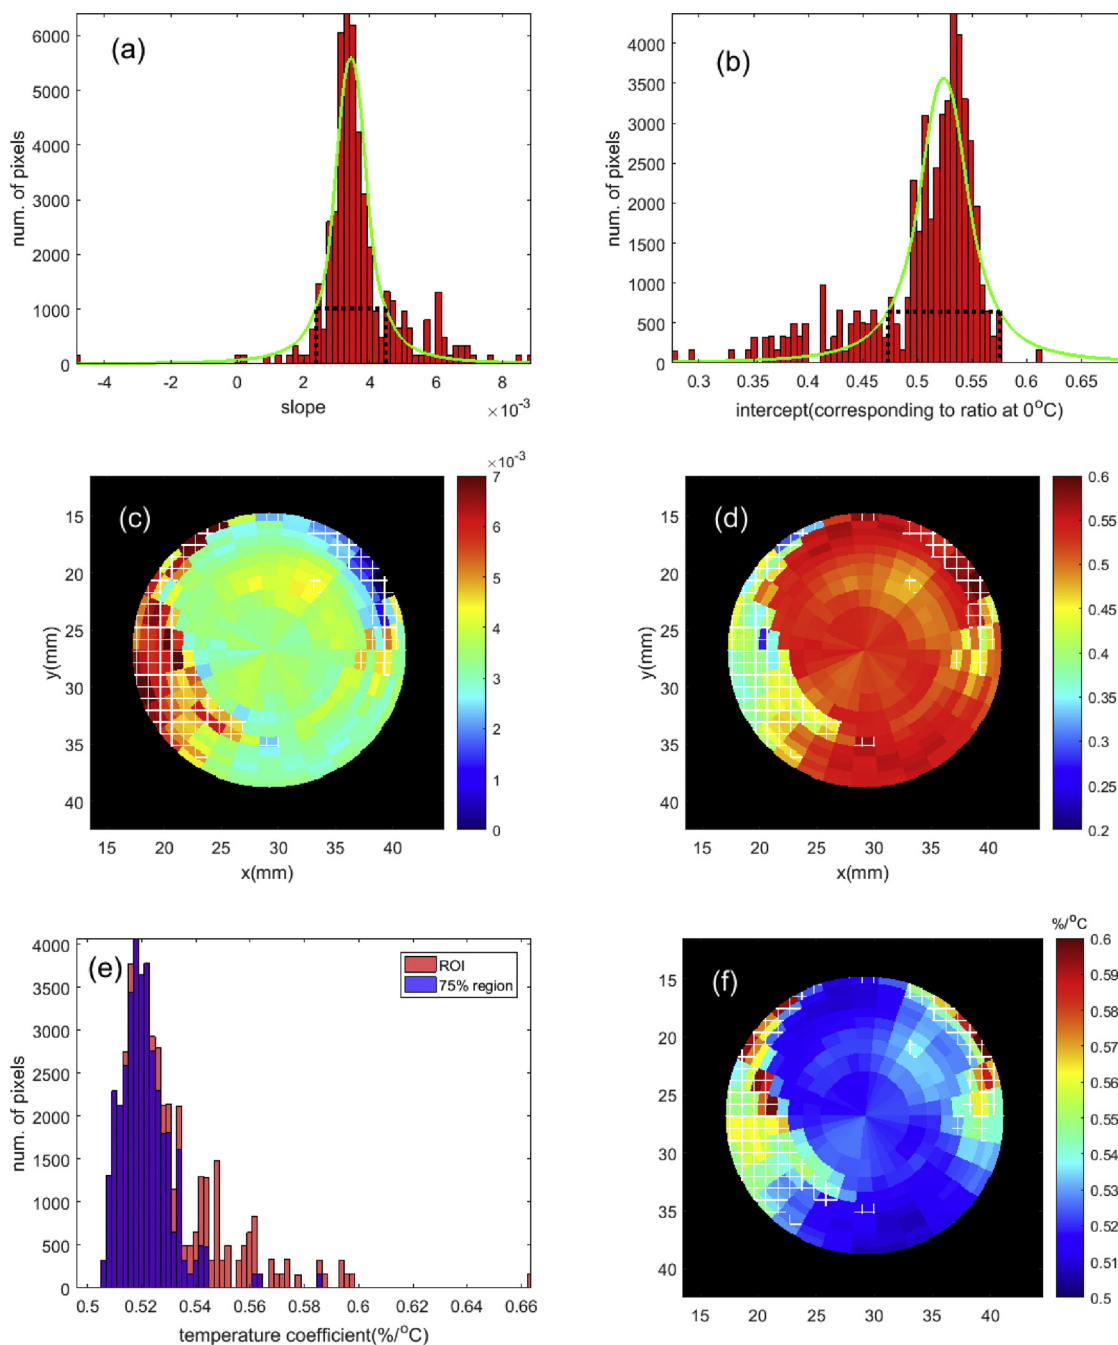 (a)
num. of pixels
6000
5000
4000
3000
2000
1000
0
-4 -2 0 2 4 6 8
slope
×10⁻³
(b)
num. of pixels
4000
3500
3000
2500
2000
1500
1000
500
0
0.3 0.35 0.4 0.45 0.5 0.55 0.6 0.65
intercept(corresponding to ratio at 0°C)
(c)
y(mm)
15
20
25
30
35
40
15 20 25 30 35 40
x(mm)
×10⁻³
7
6
5
4
3
2
1
0
(d)
y(mm)
15
20
25
30
35
40
15 20 25 30 35 40
x(mm)
0.6
0.55
0.5
0.45
0.4
0.35
0.3
0.25
0.2
(e)
ROI
75% region
num. of pixels
4000
3500
3000
2500
2000
1500
1000
500
0
0.5 0.52 0.54 0.56 0.58 0.6 0.62 0.64 0.66
temperature coefficient(%/°C)
(f)
15
20
25
30
35
40
15 20 25 30 35 40
%/°C
0.6
0.59
0.58
0.57
0.56
0.55
0.54
0.53
0.52
0.51
0.5